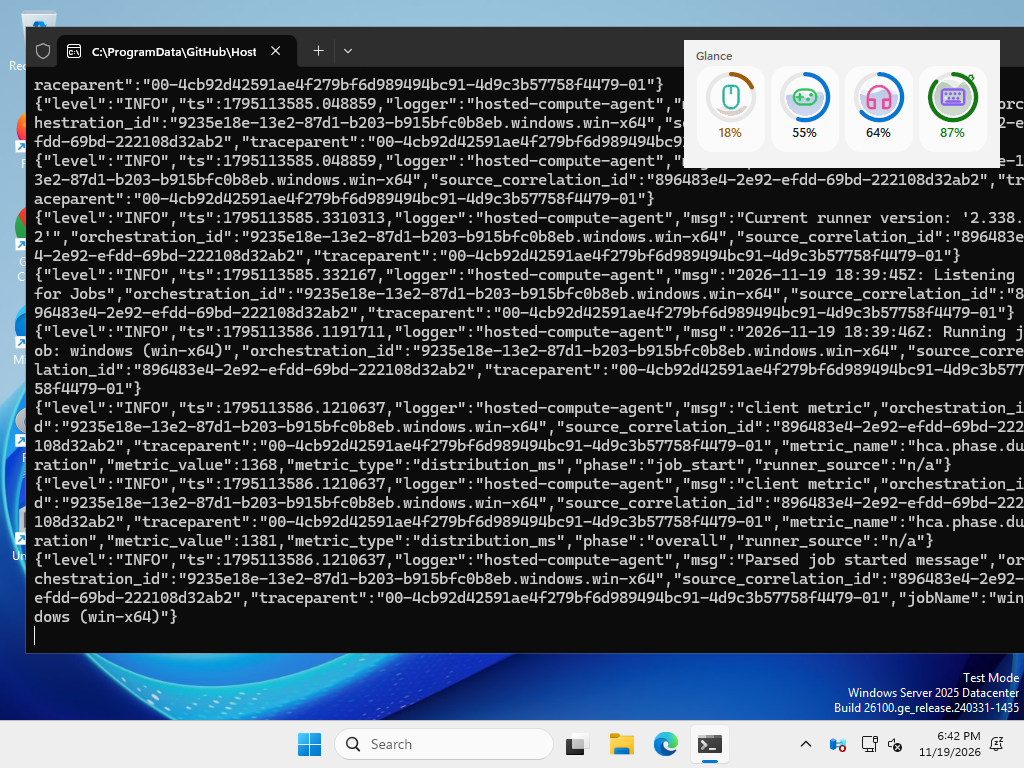 Rec
C:\ProgramData\GitHub\Host
Glance
18%
55%
64%
87%
raceparent":"00-4cb92d42591ae4f279bf6d989494bc91-4d9c3b57758f4479-01"}
{"level":"INFO","ts":1795113585.048859,"logger":"hosted-compute-agent","m
hestration_id":"9235e18e-13e2-87d1-b203-b915bfc0b8eb.windows.win-x64","so
fdd-69bd-222108d32ab2","traceparent":"00-4cb92d42591ae4f279bf6d989494bc9
{"level":"INFO","ts":1795113585.048859,"logger":"hosted-compute-agent","m
3e2-87d1-b203-b915bfc0b8eb.windows.win-x64","source_correlation_id":"896483e4-2e92-efdd-69bd-222108d32ab2","tr
aceparent":"00-4cb92d42591ae4f279bf6d989494bc91-4d9c3b57758f4479-01"}
{"level":"INFO","ts":1795113585.3310313,"logger":"hosted-compute-agent","msg":"Current runner version: '2.338.
2'","orchestration_id":"9235e18e-13e2-87d1-b203-b915bfc0b8eb.windows.win-x64","source_correlation_id":"896483e
4-2e92-efdd-69bd-222108d32ab2","traceparent":"00-4cb92d42591ae4f279bf6d989494bc91-4d9c3b57758f4479-01"}
{"level":"INFO","ts":1795113585.332167,"logger":"hosted-compute-agent","msg":"2026-11-19 18:39:45Z: Listening
for Jobs","orchestration_id":"9235e18e-13e2-87d1-b203-b915bfc0b8eb.windows.win-x64","source_correlation_id":"8
96483e4-2e92-efdd-69bd-222108d32ab2","traceparent":"00-4cb92d42591ae4f279bf6d989494bc91-4d9c3b57758f4479-01"}
{"level":"INFO","ts":1795113586.1191711,"logger":"hosted-compute-agent","msg":"2026-11-19 18:39:46Z: Running j
ob: windows (win-x64)","orchestration_id":"9235e18e-13e2-87d1-b203-b915bfc0b8eb.windows.win-x64","source_corre
lation_id":"896483e4-2e92-efdd-69bd-222108d32ab2","traceparent":"00-4cb92d42591ae4f279bf6d989494bc91-4d9c3b577
58f4479-01"}
{"level":"INFO","ts":1795113586.1210637,"logger":"hosted-compute-agent","msg":"client metric","orchestration_i
d":"9235e18e-13e2-87d1-b203-b915bfc0b8eb.windows.win-x64","source_correlation_id":"896483e4-2e92-efdd-69bd-222
108d32ab2","traceparent":"00-4cb92d42591ae4f279bf6d989494bc91-4d9c3b57758f4479-01","metric_name":"hca.phase.du
ration","metric_value":1368,"metric_type":"distribution_ms","phase":"job_start","runner_source":"n/a"}
{"level":"INFO","ts":1795113586.1210637,"logger":"hosted-compute-agent","msg":"client metric","orchestration_i
d":"9235e18e-13e2-87d1-b203-b915bfc0b8eb.windows.win-x64","source_correlation_id":"896483e4-2e92-efdd-69bd-222
108d32ab2","traceparent":"00-4cb92d42591ae4f279bf6d989494bc91-4d9c3b57758f4479-01","metric_name":"hca.phase.du
ration","metric_value":1381,"metric_type":"distribution_ms","phase":"overall","runner_source":"n/a"}
{"level":"INFO","ts":1795113586.1210637,"logger":"hosted-compute-agent","msg":"Parsed job started message","or
chestration_id":"9235e18e-13e2-87d1-b203-b915bfc0b8eb.windows.win-x64","source_correlation_id":"896483e4-2e92-
efdd-69bd-222108d32ab2","traceparent":"00-4cb92d42591ae4f279bf6d989494bc91-4d9c3b57758f4479-01","jobName":"win
dows (win-x64)"}
Test Mode
Windows Server 2025 Datacenter
Build 26100.ge_release.240331-1435
Search
6:42 PM
11/19/2026